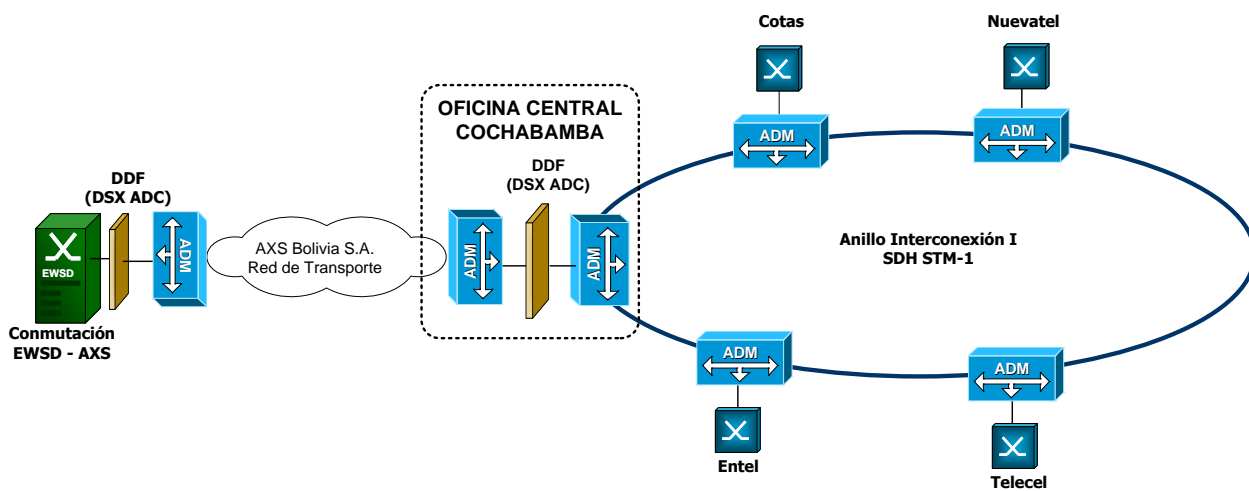 Cotas
Nuevatel
OFICINA CENTRAL
COCHABAMBA
ADM
ADM
DDF
(DSX ADC)
DDF
(DSX ADC)
EWSD
ADM
AXS Bolivia S.A.
Red de Transporte
ADM
ADM
Anillo Interconexión I
SDH STM-1
Conmutación
EWSD - AXS
ADM
ADM
Entel
Telecel